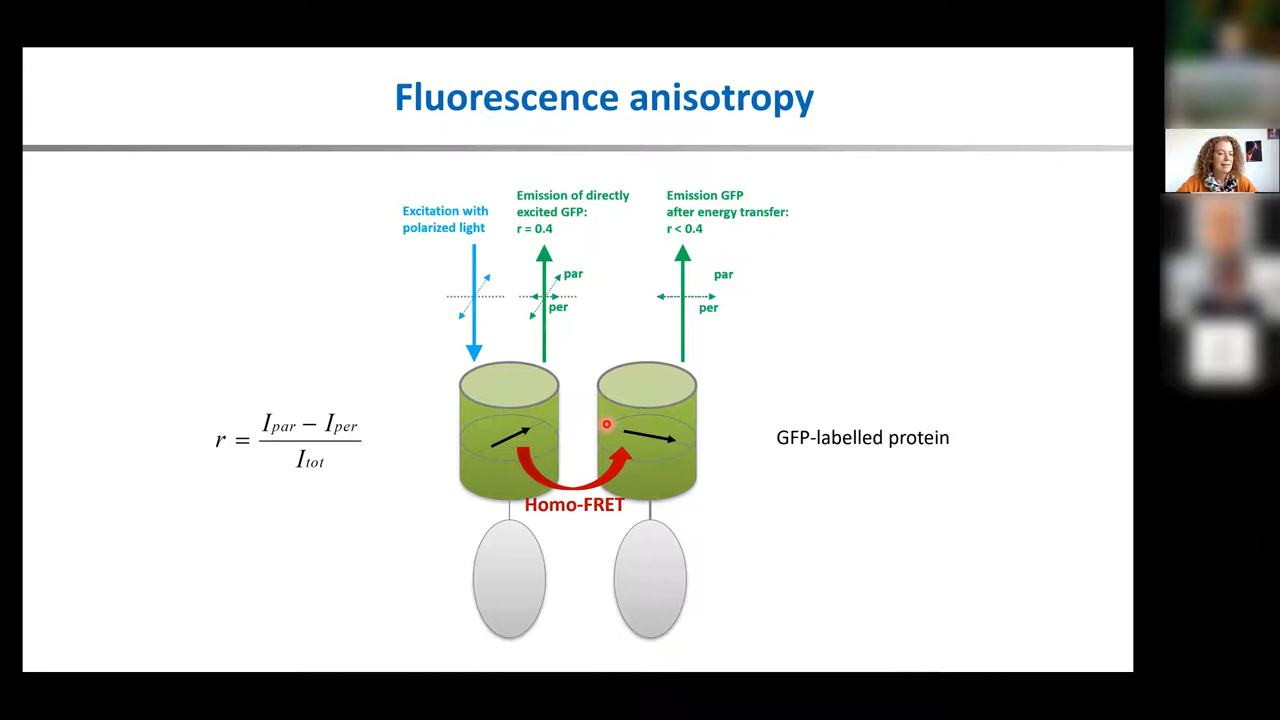 Fluorescence anisotropy
Excitation with
polarized light
Emission of directly
excited GFP:
r = 0.4
Emission GFP
after energy transfer:
r < 0.4
par
per
par
per
r = (I_par − I_per) / I_tot
GFP-labelled protein
Homo-FRET